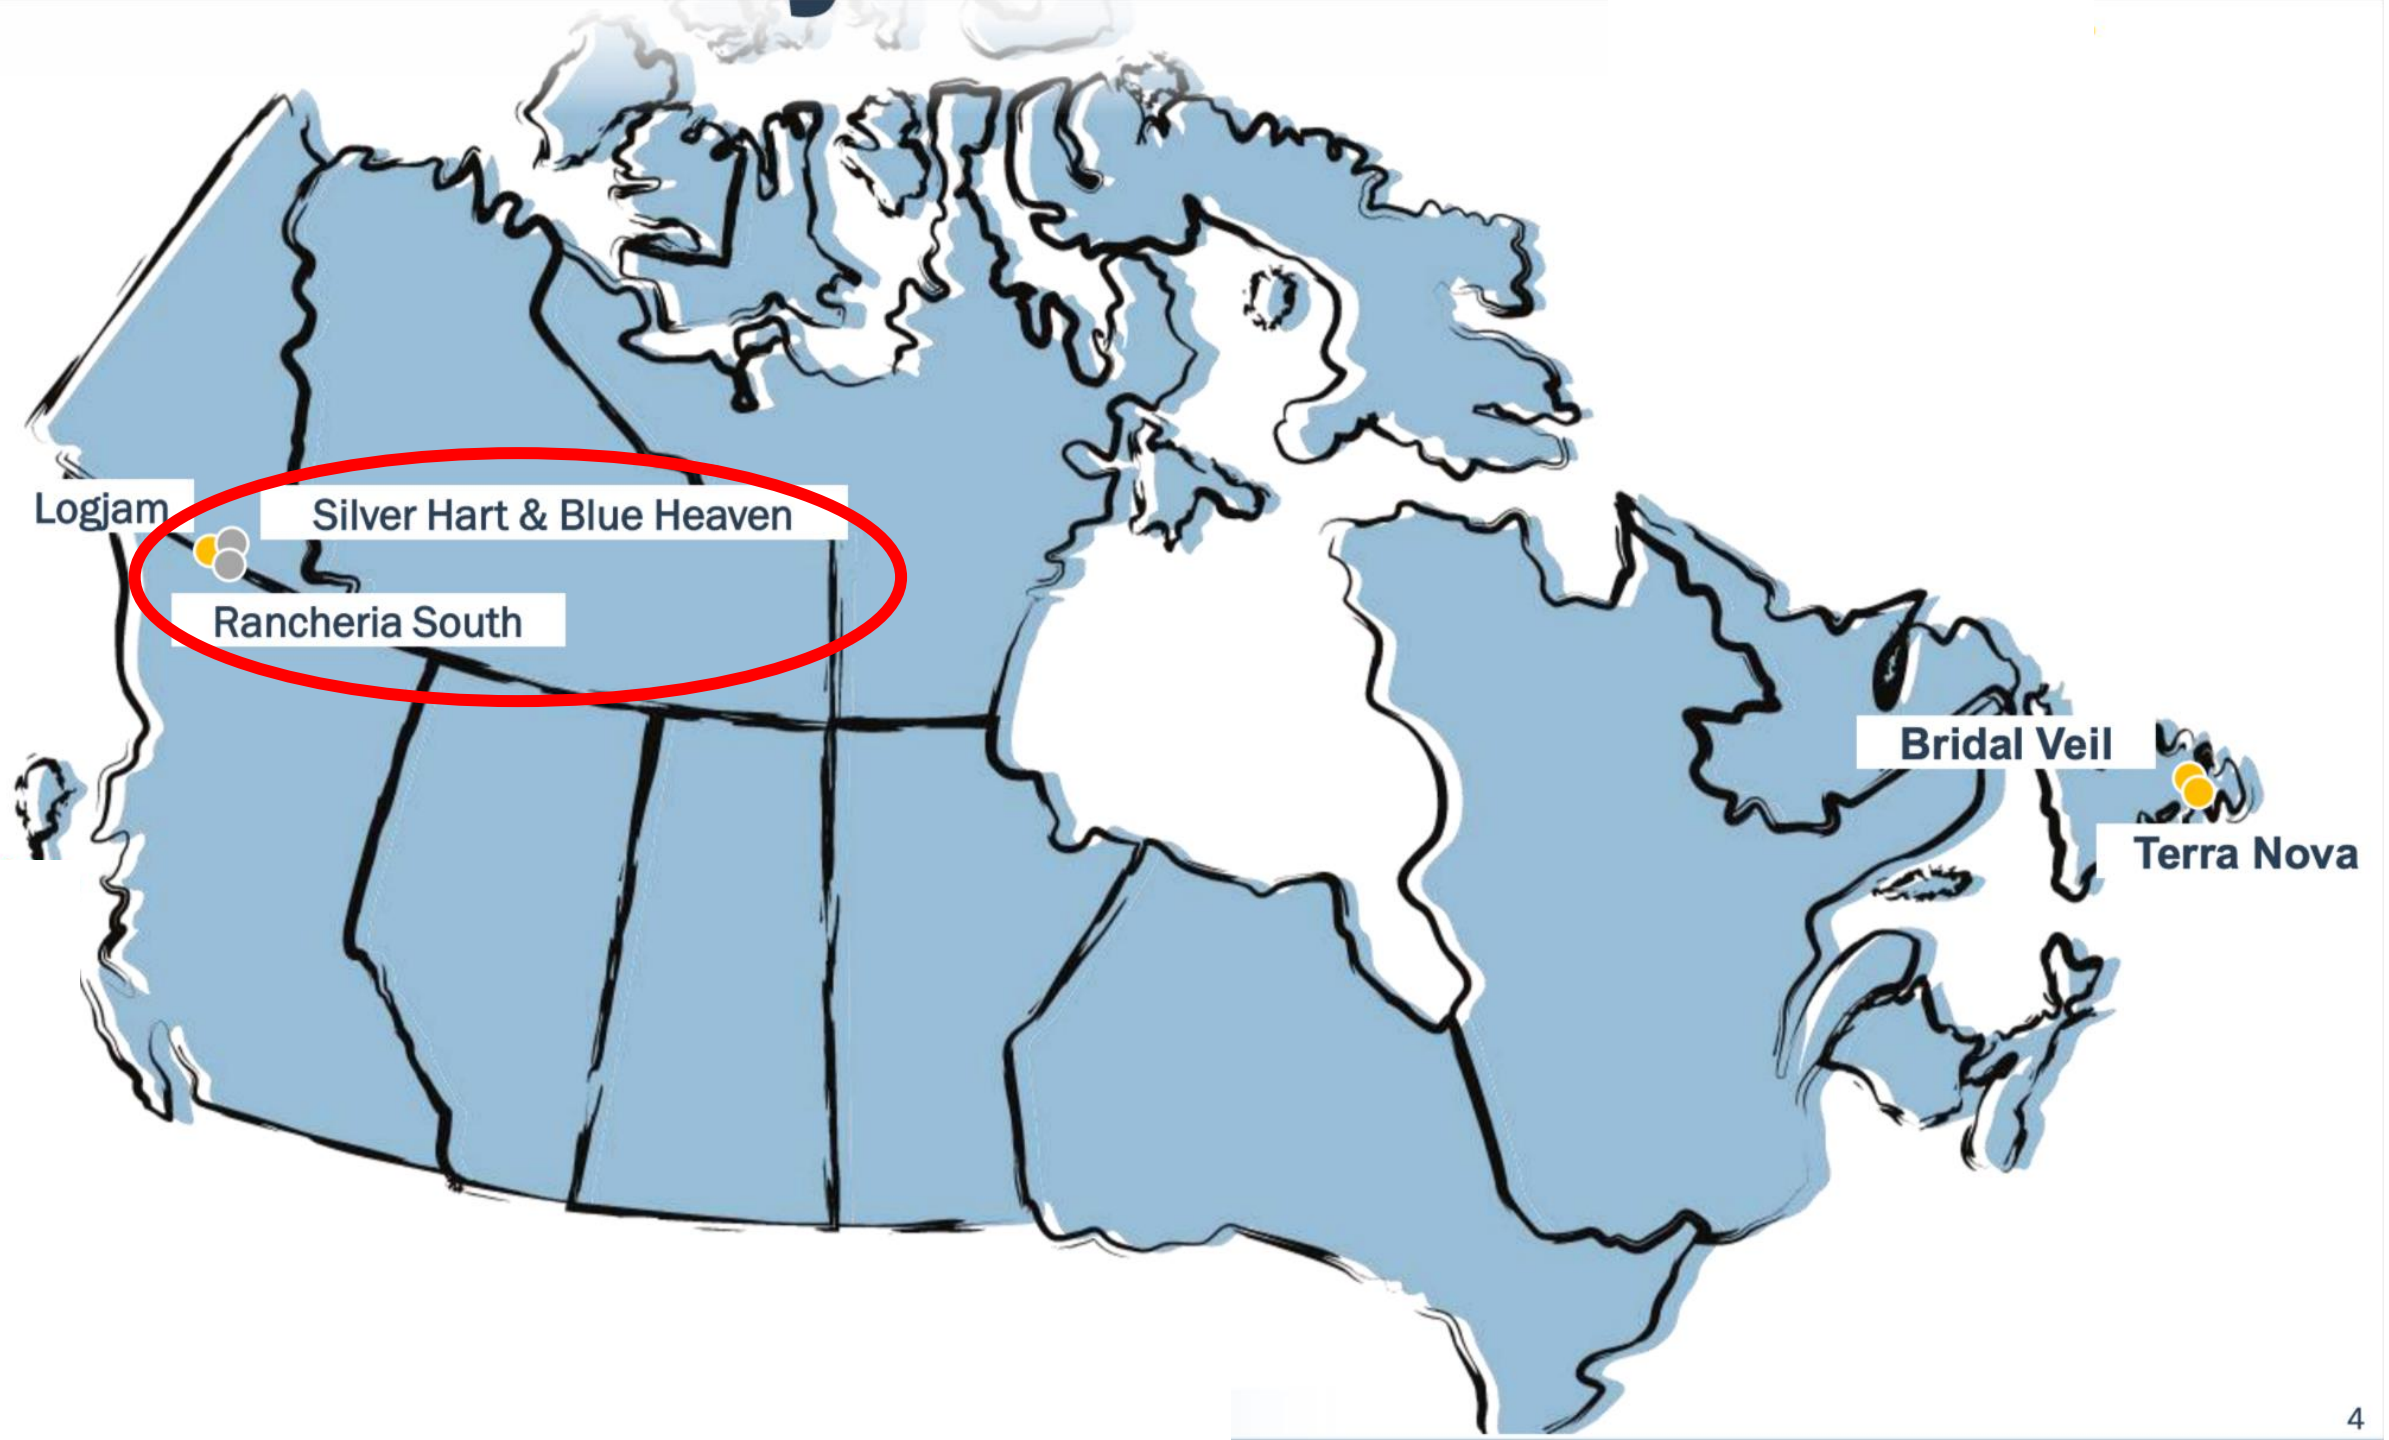 Logjam
Silver Hart & Blue Heaven
Rancheria South
Bridal Veil
Terra Nova
4